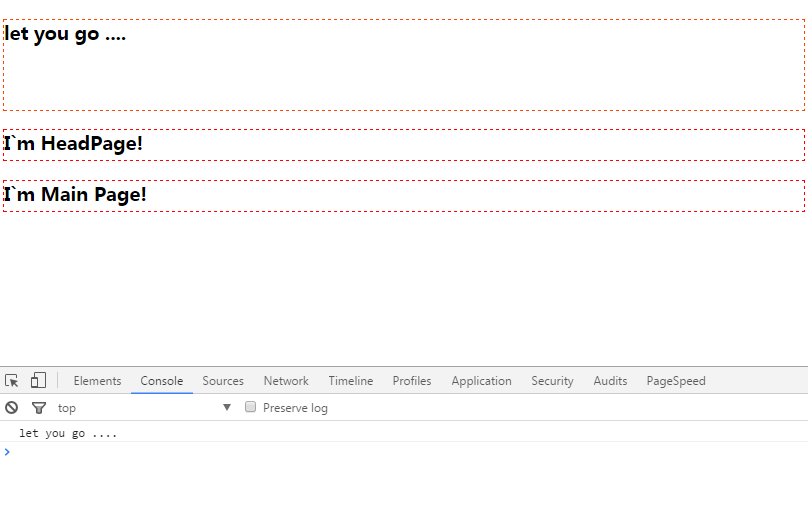 let you go ....
I`m HeadPage!
I`m Main Page!
Elements Console Sources Network Timeline Profiles Application Security Audits PageSpeed
top ▼ Preserve log
let you go ....
>